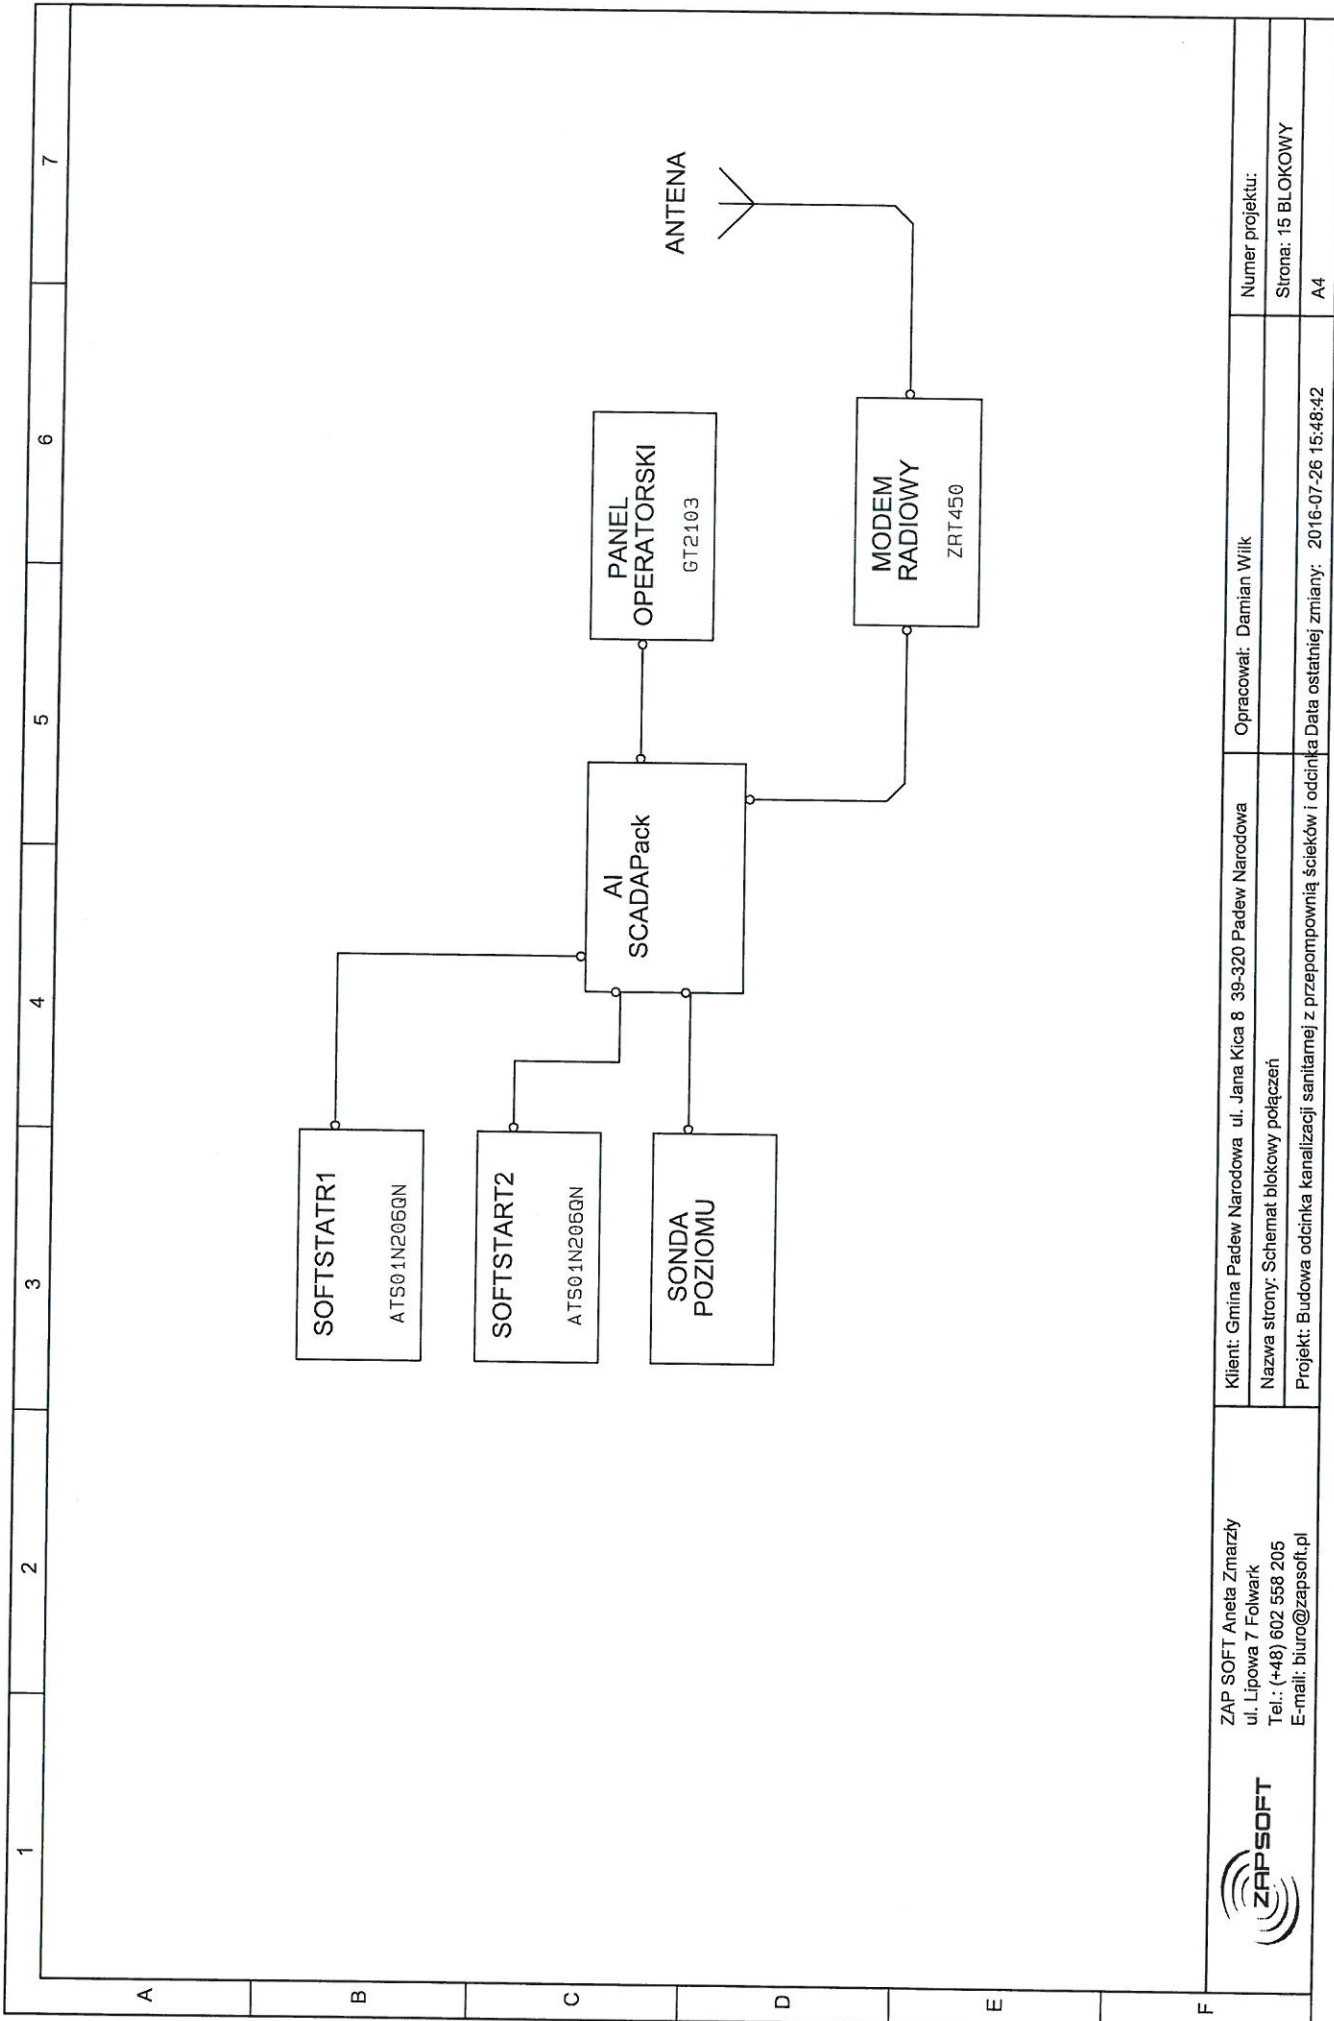 1
2
3
4
5
6
7
A
B
C
D
E
F
SOFTSTATR1
ATS01N206QN
SOFTSTART2
ATS01N206QN
SONDA
POZIOMU
AI
SCADAPack
PANEL
OPERATORSKI
GT2103
MODEM
RADIOWY
ZRT450
ANTENA
ZAPSOFT
ZAP SOFT Aneta Zmarzły
ul. Lipowa 7 Folwark
Tel.: (+48) 602 558 205
E-mail: biuro@zapsoft.pl
Klient: Gmina Padew Narodowa ul. Jana Kica 8 39-320 Padew Narodowa
Opracował: Damian Wilk
Numer projektu:
Nazwa strony: Schemat blokowy połączeń
Strona: 15 BLOKOWY
Projekt: Budowa odcinka kanalizacji sanitarnej z przepompownią ścieków i odcinka
Data ostatniej zmiany: 2016-07-26 15:48:42
A4